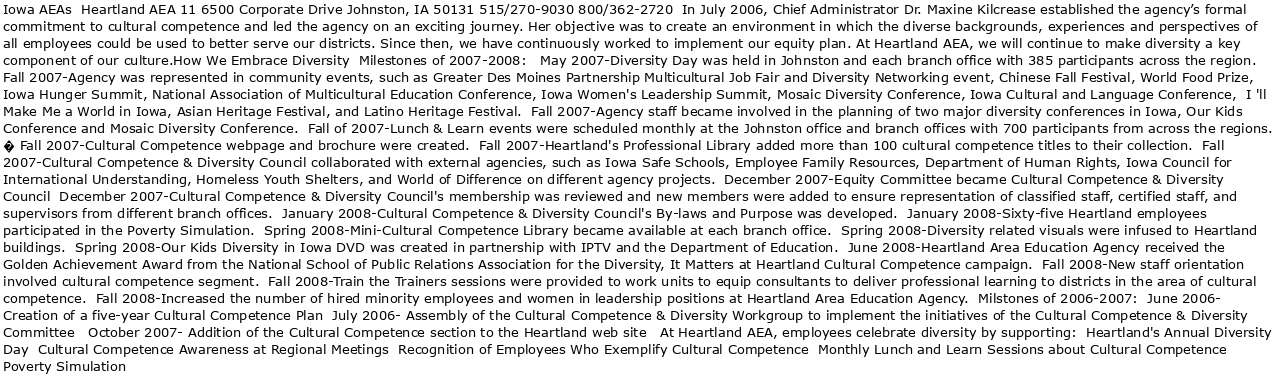 Iowa AEAs  Heartland AEA 11 6500 Corporate Drive Johnston, IA 50131 515/270-9030 800/362-2720  In July 2006, Chief Administrator Dr. Maxine Kilcrease established the agency’s formal
commitment to cultural competence and led the agency on an exciting journey. Her objective was to create an environment in which the diverse backgrounds, experiences and perspectives of
all employees could be used to better serve our districts. Since then, we have continuously worked to implement our equity plan. At Heartland AEA, we will continue to make diversity a key
component of our culture.How We Embrace Diversity  Milestones of 2007-2008:   May 2007-Diversity Day was held in Johnston and each branch office with 385 participants across the region.
Fall 2007-Agency was represented in community events, such as Greater Des Moines Partnership Multicultural Job Fair and Diversity Networking event, Chinese Fall Festival, World Food Prize,
Iowa Hunger Summit, National Association of Multicultural Education Conference, Iowa Women's Leadership Summit, Mosaic Diversity Conference, Iowa Cultural and Language Conference,  I 'll
Make Me a World in Iowa, Asian Heritage Festival, and Latino Heritage Festival.  Fall 2007-Agency staff became involved in the planning of two major diversity conferences in Iowa, Our Kids
Conference and Mosaic Diversity Conference.  Fall of 2007-Lunch & Learn events were scheduled monthly at the Johnston office and branch offices with 700 participants from across the regions.
� Fall 2007-Cultural Competence webpage and brochure were created.  Fall 2007-Heartland's Professional Library added more than 100 cultural competence titles to their collection.  Fall
2007-Cultural Competence & Diversity Council collaborated with external agencies, such as Iowa Safe Schools, Employee Family Resources, Department of Human Rights, Iowa Council for
International Understanding, Homeless Youth Shelters, and World of Difference on different agency projects.  December 2007-Equity Committee became Cultural Competence & Diversity
Council  December 2007-Cultural Competence & Diversity Council's membership was reviewed and new members were added to ensure representation of classified staff, certified staff, and
supervisors from different branch offices.  January 2008-Cultural Competence & Diversity Council's By-laws and Purpose was developed.  January 2008-Sixty-five Heartland employees
participated in the Poverty Simulation.  Spring 2008-Mini-Cultural Competence Library became available at each branch office.  Spring 2008-Diversity related visuals were infused to Heartland
buildings.  Spring 2008-Our Kids Diversity in Iowa DVD was created in partnership with IPTV and the Department of Education.  June 2008-Heartland Area Education Agency received the
Golden Achievement Award from the National School of Public Relations Association for the Diversity, It Matters at Heartland Cultural Competence campaign.  Fall 2008-New staff orientation
involved cultural competence segment.  Fall 2008-Train the Trainers sessions were provided to work units to equip consultants to deliver professional learning to districts in the area of cultural
competence.  Fall 2008-Increased the number of hired minority employees and women in leadership positions at Heartland Area Education Agency.  Milstones of 2006-2007:  June 2006-
Creation of a five-year Cultural Competence Plan  July 2006- Assembly of the Cultural Competence & Diversity Workgroup to implement the initiatives of the Cultural Competence & Diversity
Committee   October 2007- Addition of the Cultural Competence section to the Heartland web site   At Heartland AEA, employees celebrate diversity by supporting:  Heartland's Annual Diversity
Day  Cultural Competence Awareness at Regional Meetings  Recognition of Employees Who Exemplify Cultural Competence  Monthly Lunch and Learn Sessions about Cultural Competence
Poverty Simulation